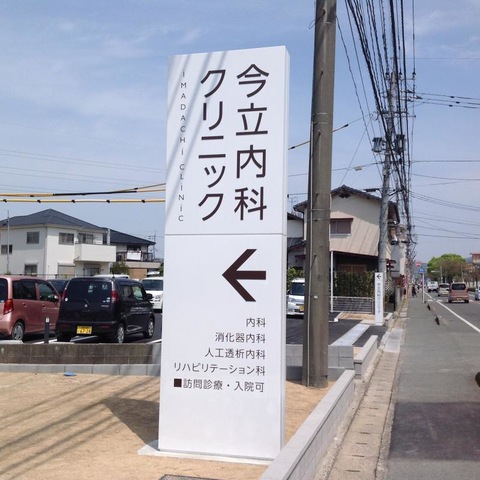 今立内科
クリニック
IMADACHI CLINIC
内科
消化器内科
人工透析内科
リハビリテーション科
■訪問診療・入院可